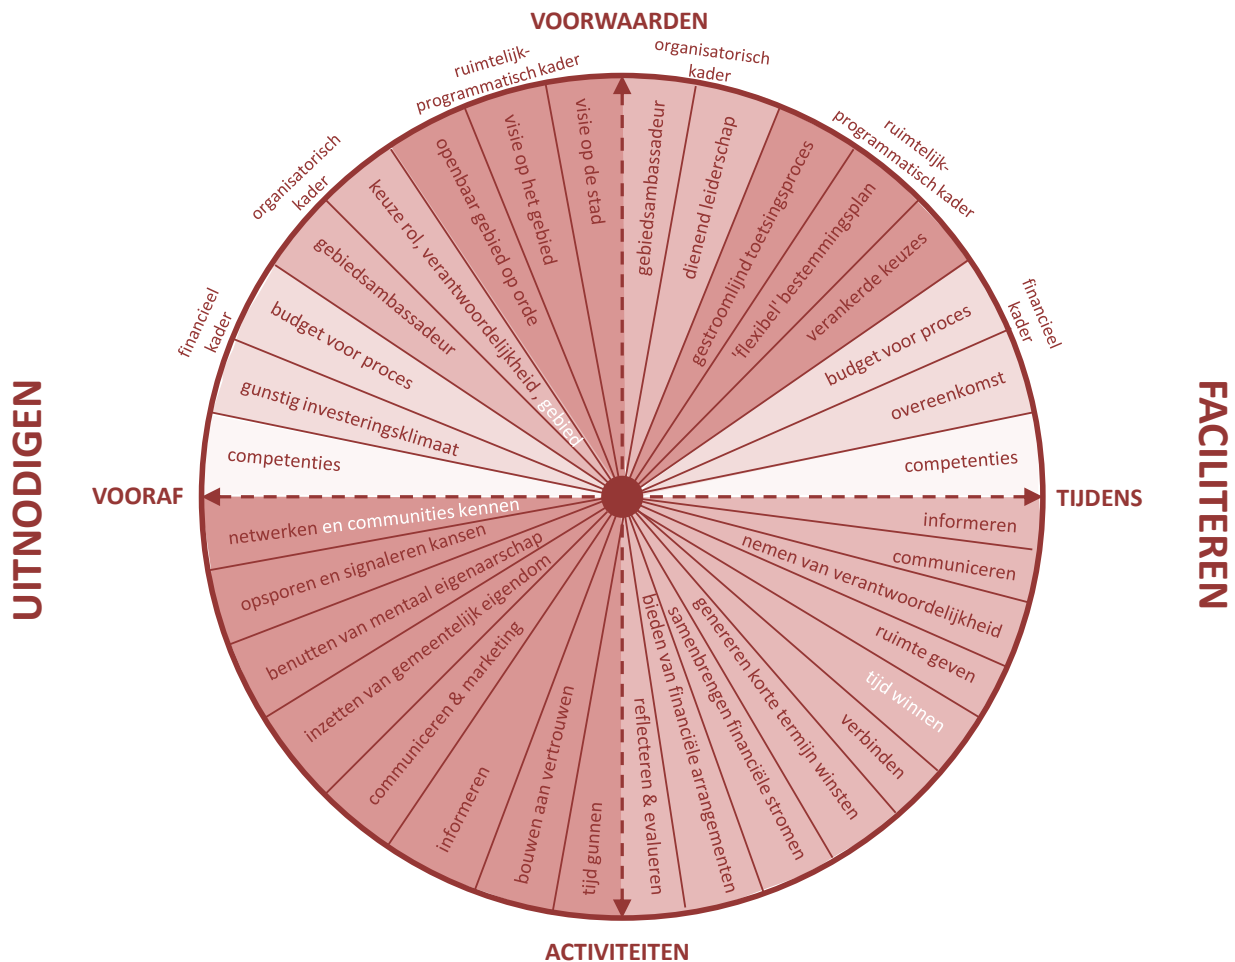 VOORWAARDEN
ruimtelijk-
programmatisch kader
organisatorisch
kader
organisatorisch
kader
ruimtelijk-
programmatisch kader
financieel
kader
financieel
kader
UITNODIGEN
FACILITEREN
VOORAF
TIJDENS
competenties
gunstig investeringsklimaat
budget voor proces
gebiedsambassadeur
keuze rol, verantwoordelijkheid, gebied
openbaar gebied op orde
visie op het gebied
visie op de stad
gebiedsambassadeur
dienend leiderschap
gestroomlijnd toetsingsproces
'flexibel' bestemmingsplan
verankerde keuzes
budget voor proces
overeenkomst
competenties
informeren
communiceren
nemen van verantwoordelijkheid
ruimte geven
tijd winnen
verbinden
genereren korte termijn winsten
samenbrengen financiële stromen
bieden van financiële arrangementen
reflecteren & evalueren
tijd gunnen
bouwen aan vertrouwen
informeren
communiceren & marketing
inzetten van gemeentelijk eigendom
benutten van mentaal eigenaarschap
opsporen en signaleren kansen
netwerken en communities kennen
ACTIVITEITEN